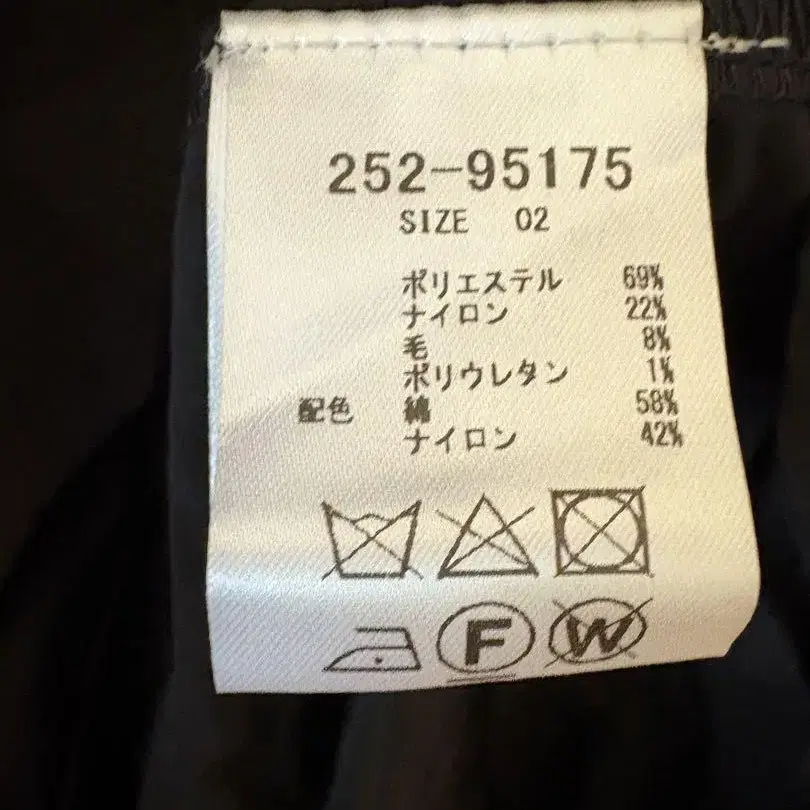 252-95175
SIZE 02
ポリエステル 69%
ナイロン 22%
毛 8%
ポリウレタン 1%
配色 綿 58%
ナイロン 42%
F W